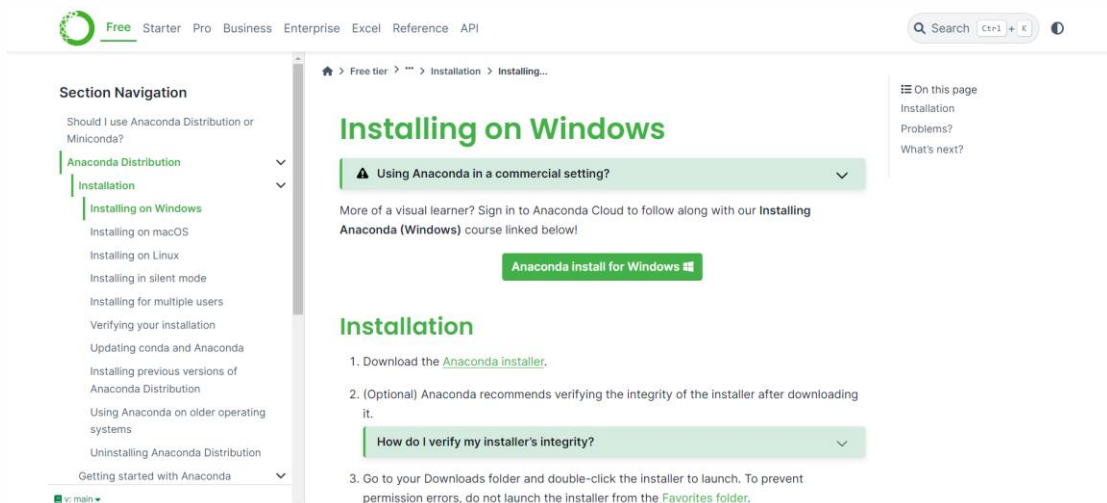 Free Starter Pro Business Enterprise Excel Reference API
Search Ctrl + K
Section Navigation
Should I use Anaconda Distribution or
Miniconda?
Anaconda Distribution
Installation
Installing on Windows
Installing on macOS
Installing on Linux
Installing in silent mode
Installing for multiple users
Verifying your installation
Updating conda and Anaconda
Installing previous versions of
Anaconda Distribution
Using Anaconda on older operating
systems
Uninstalling Anaconda Distribution
Getting started with Anaconda
v: main
> Free tier > ... > Installation > Installing...
Installing on Windows
Using Anaconda in a commercial setting?
More of a visual learner? Sign in to Anaconda Cloud to follow along with our Installing
Anaconda (Windows) course linked below!
Anaconda install for Windows
Installation
1. Download the Anaconda installer.
2. (Optional) Anaconda recommends verifying the integrity of the installer after downloading
it.
How do I verify my installer's integrity?
3. Go to your Downloads folder and double-click the installer to launch. To prevent
permission errors, do not launch the installer from the Favorites folder.
On this page
Installation
Problems?
What's next?